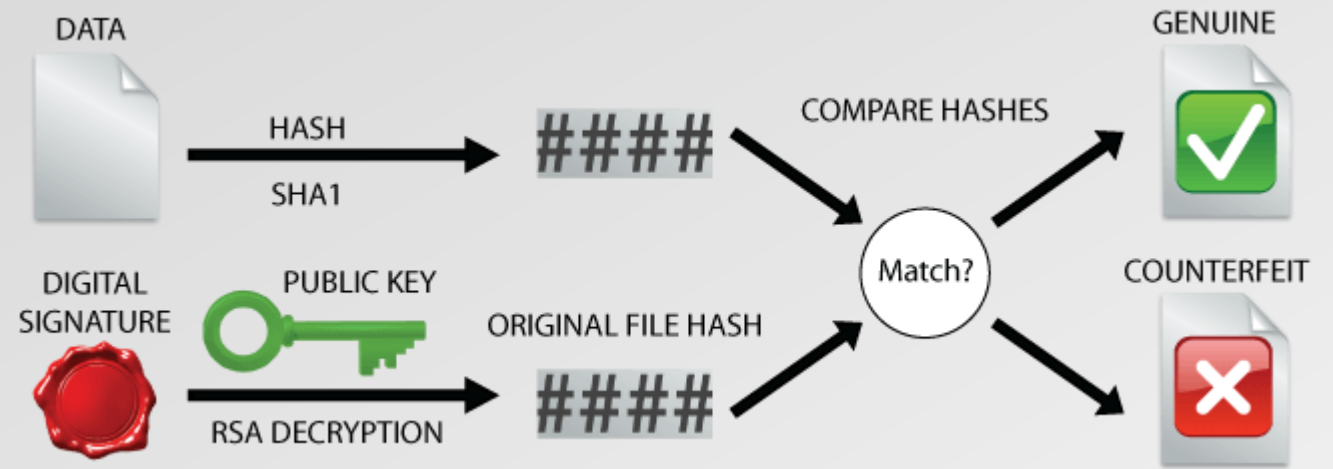 DATA
HASH
SHA1
####
COMPARE HASHES
GENUINE
DIGITAL
SIGNATURE
PUBLIC KEY
RSA DECRYPTION
ORIGINAL FILE HASH
####
Match?
COUNTERFEIT